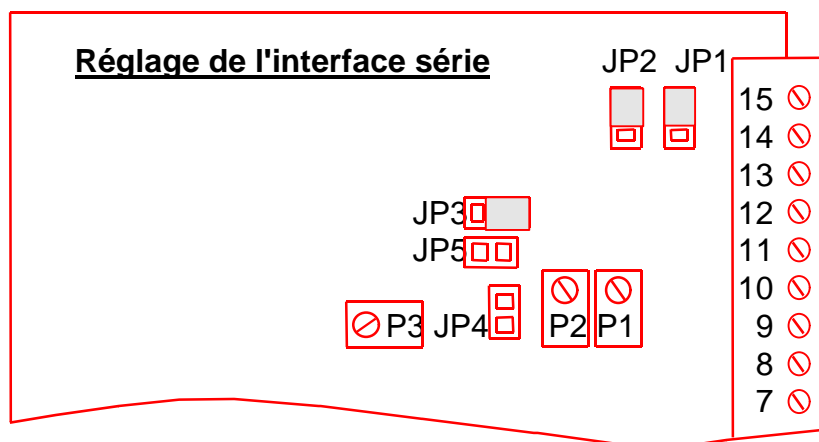 Réglage de l'interface série
JP2 JP1
15
14
13
JP3 12
JP5 11
10
P3 JP4 P2 P1 9
8
7